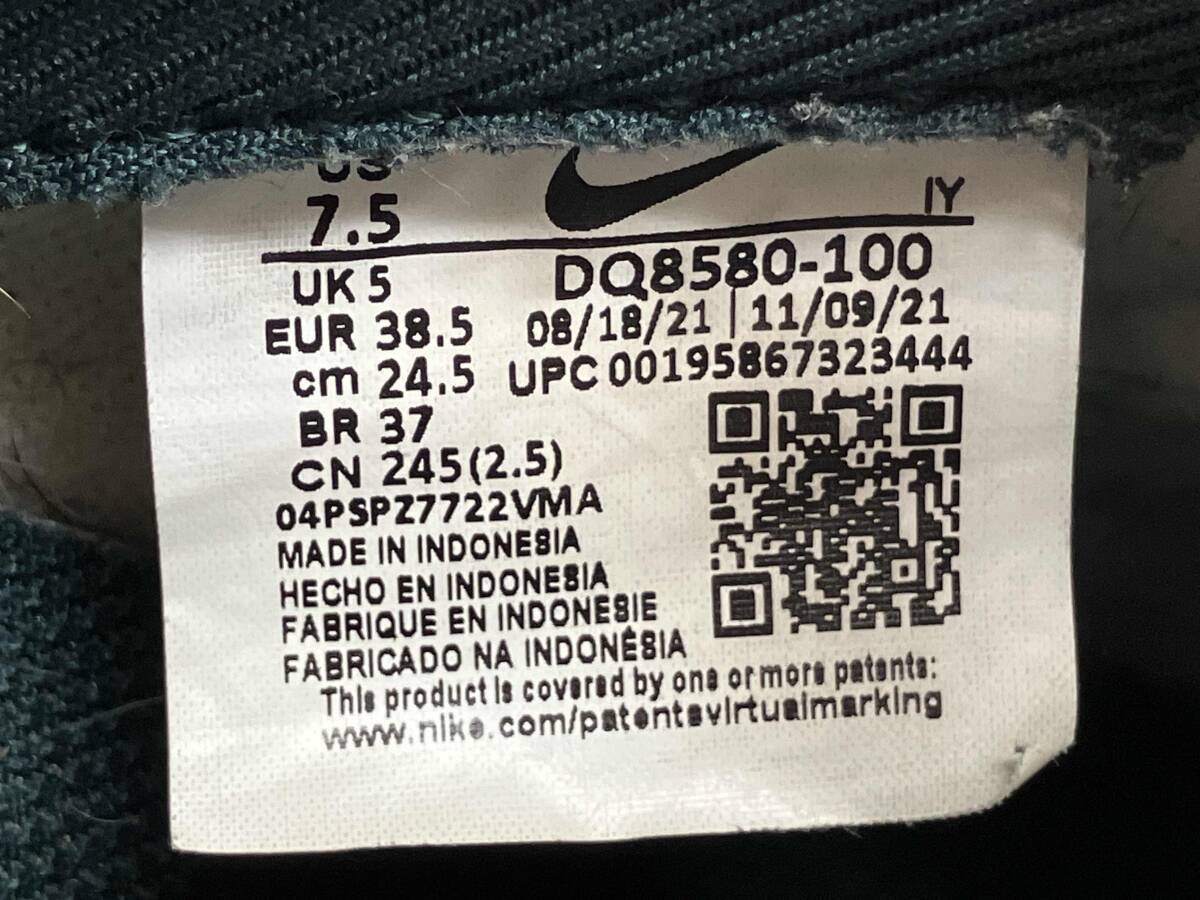 US
7.5
IY
UK 5
DQ8580-100
EUR 38.5
08/18/21 | 11/09/21
cm 24.5
UPC 00195867323444
BR 37
CN 245(2.5)
04PSPZ7722VMA
MADE IN INDONESIA
HECHO EN INDONESIA
FABRIQUE EN INDONESIE
FABRICADO NA INDONÉSIA
This product is covered by one or more patents:
www.nike.com/patentsvirtualmarking